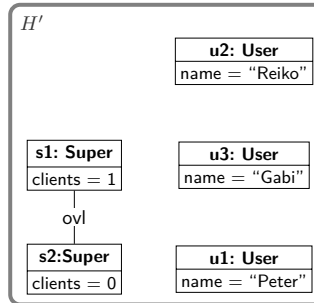 H′
u2: User
name = “Reiko”
s1: Super
clients = 1
u3: User
name = “Gabi”
ovl
s2:Super
clients = 0
u1: User
name = “Peter”